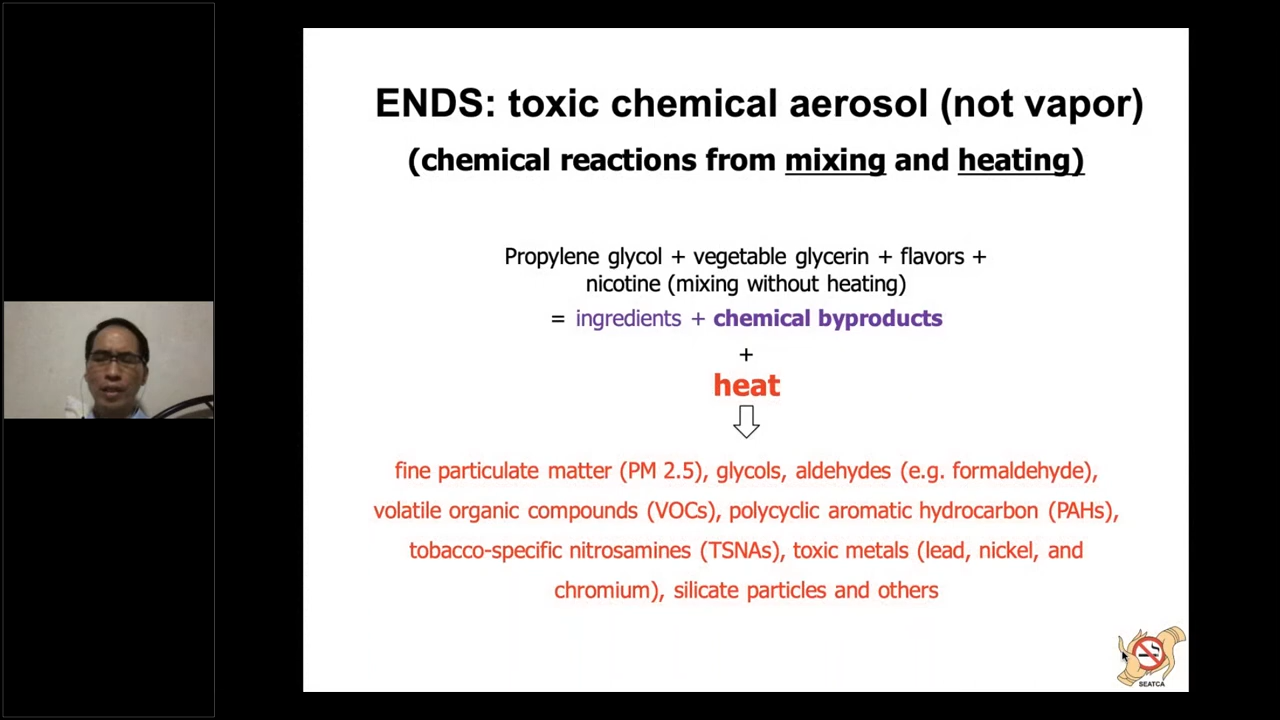 ENDS: toxic chemical aerosol (not vapor)
(chemical reactions from mixing and heating)
Propylene glycol + vegetable glycerin + flavors +
nicotine (mixing without heating)
= ingredients + chemical byproducts
+
heat
fine particulate matter (PM 2.5), glycols, aldehydes (e.g. formaldehyde),
volatile organic compounds (VOCs), polycyclic aromatic hydrocarbon (PAHs),
tobacco-specific nitrosamines (TSNAs), toxic metals (lead, nickel, and
chromium), silicate particles and others
SEATCA